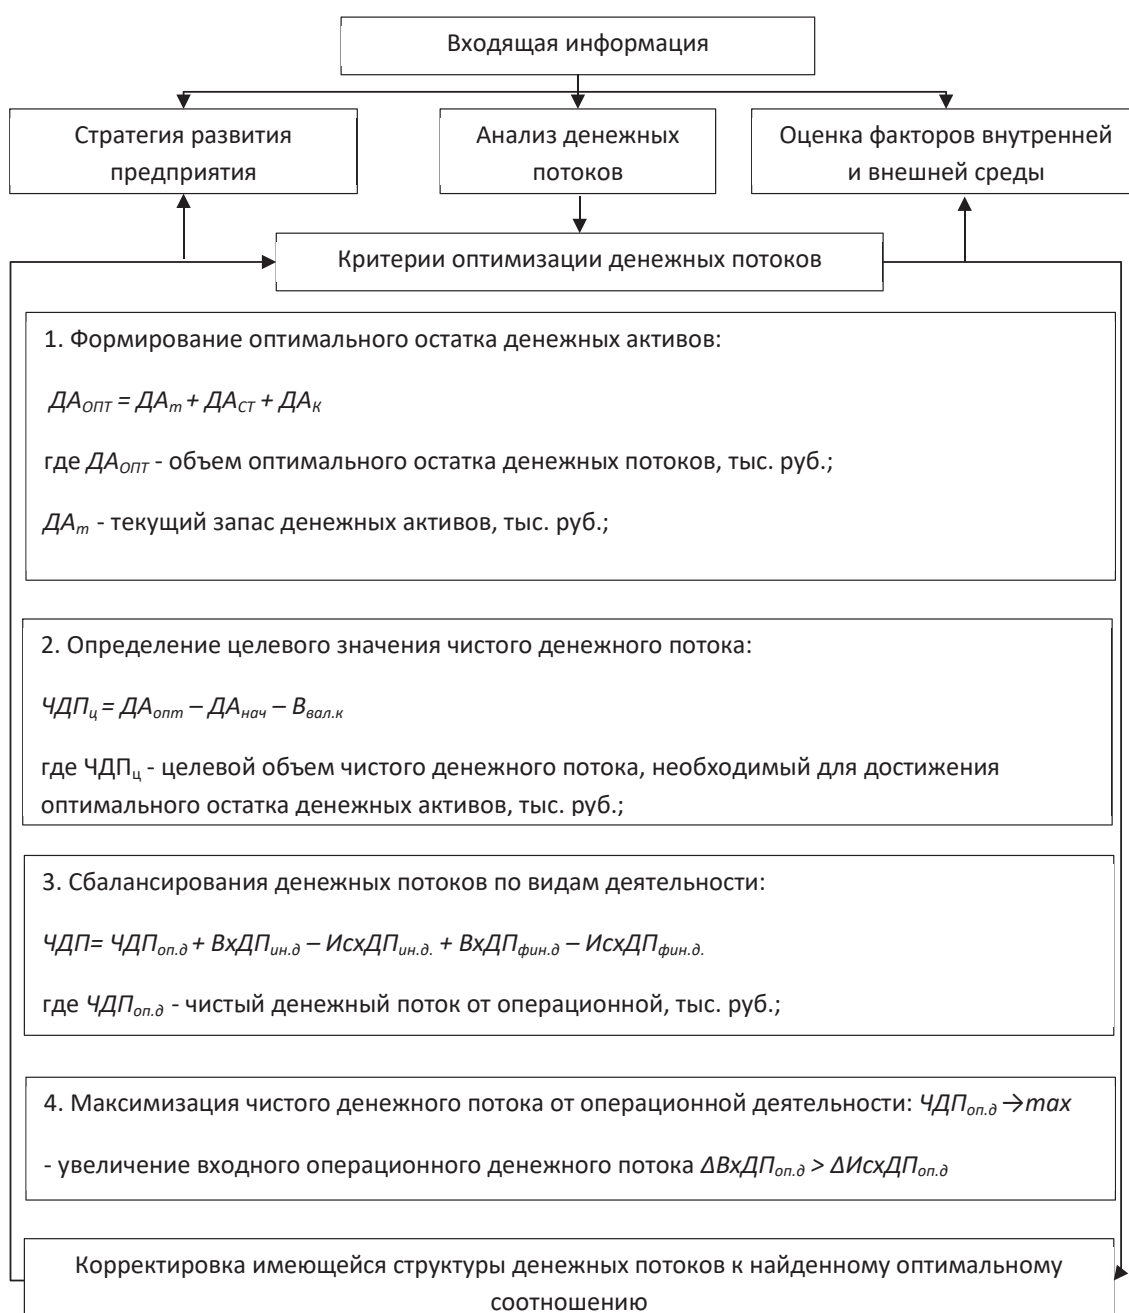 Входящая информация
Стратегия развития
предприятия
Анализ денежных
потоков
Оценка факторов внутренней
и внешней среды
Критерии оптимизации денежных потоков
1. Формирование оптимального остатка денежных активов:
ДА_ОПТ = ДА_т + ДА_СТ + ДА_К
где ДА_ОПТ - объем оптимального остатка денежных потоков, тыс. руб.;
ДА_т - текущий запас денежных активов, тыс. руб.;
2. Определение целевого значения чистого денежного потока:
ЧДП_ц = ДА_опт – ДА_нач – В_вал.к
где ЧДП_ц - целевой объем чистого денежного потока, необходимый для достижения
оптимального остатка денежных активов, тыс. руб.;
3. Сбалансирования денежных потоков по видам деятельности:
ЧДП= ЧДП_оп.д + ВхДП_ин.д – ИсхДП_ин.д. + ВхДП_фин.д – ИсхДП_фин.д.
где ЧДП_оп.д - чистый денежный поток от операционной, тыс. руб.;
4. Максимизация чистого денежного потока от операционной деятельности: ЧДП_оп.д →max
- увеличение входного операционного денежного потока ΔВхДП_оп.д > ΔИсхДП_оп.д
Корректировка имеющейся структуры денежных потоков к найденному оптимальному
соотношению